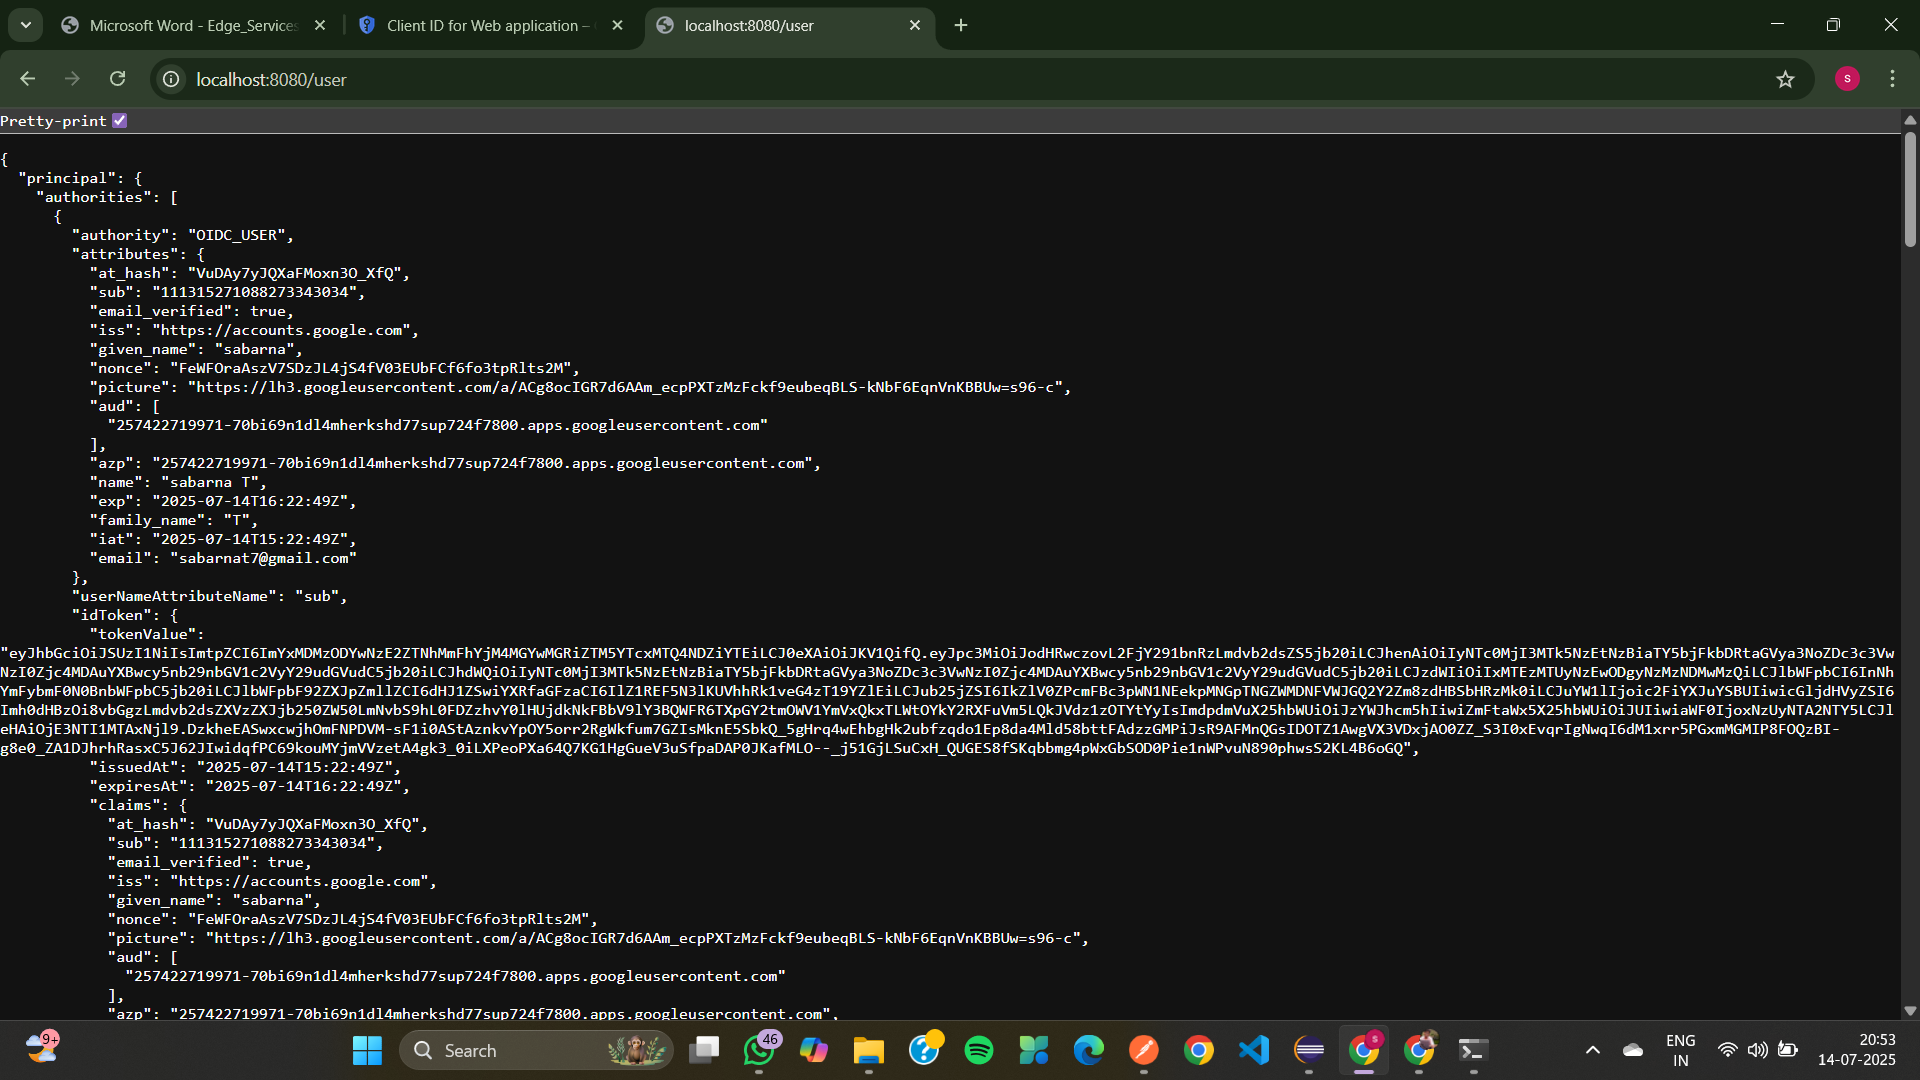 Microsoft Word - Edge_Services
Client ID for Web application –
localhost:8080/user
localhost:8080/user
S
Pretty-print
{
"principal": {
"authorities": [
{
"authority": "OIDC_USER",
"attributes": {
"at_hash": "VuDAy7yJQXaFMoxn3O_XfQ",
"sub": "111315271088273343034",
"email_verified": true,
"iss": "https://accounts.google.com",
"given_name": "sabarna",
"nonce": "FeWFOraAszV7SDzJL4jS4fV03EUbFCf6fo3tpRlts2M",
"picture": "https://lh3.googleusercontent.com/a/ACg8ocIGR7d6AAm_ecpPXTzMzFckf9eubeqBLS-kNbF6EqnVnKBBUw=s96-c",
"aud": [
"257422719971-70bi69n1dl4mherkshd77sup724f7800.apps.googleusercontent.com"
],
"azp": "257422719971-70bi69n1dl4mherkshd77sup724f7800.apps.googleusercontent.com",
"name": "sabarna T",
"exp": "2025-07-14T16:22:49Z",
"family_name": "T",
"iat": "2025-07-14T15:22:49Z",
"email": "sabarnat7@gmail.com"
},
"userNameAttributeName": "sub",
"idToken": {
"tokenValue":
"issuedAt": "2025-07-14T15:22:49Z",
"expiresAt": "2025-07-14T16:22:49Z",
"claims": {
"at_hash": "VuDAy7yJQXaFMoxn3O_XfQ",
"sub": "111315271088273343034",
"email_verified": true,
"iss": "https://accounts.google.com",
"given_name": "sabarna",
"nonce": "FeWFOraAszV7SDzJL4jS4fV03EUbFCf6fo3tpRlts2M",
"picture": "https://lh3.googleusercontent.com/a/ACg8ocIGR7d6AAm_ecpPXTzMzFckf9eubeqBLS-kNbF6EqnVnKBBUw=s96-c",
"aud": [
"257422719971-70bi69n1dl4mherkshd77sup724f7800.apps.googleusercontent.com"
],
"azp": "257422719971-70bi69n1dl4mherkshd77sup724f7800.apps.googleusercontent.com",
9+
Search
46
ENG
IN
20:53
14-07-2025